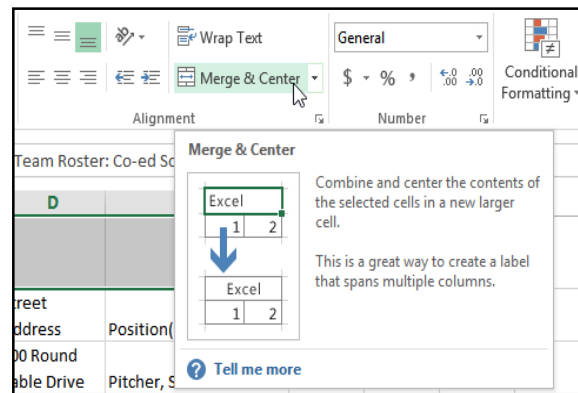 Wrap Text
General
Merge & Center
$ % , .0 .00 .00 .0
Conditional
Formatting
Alignment
Number
Team Roster: Co-ed Sc
D
Merge & Center
Excel
1 2
Excel
1 2
Combine and center the contents of
the selected cells in a new larger
cell.
This is a great way to create a label
that spans multiple columns.
Tell me more
treet
ddress Position(
00 Round
able Drive Pitcher, S